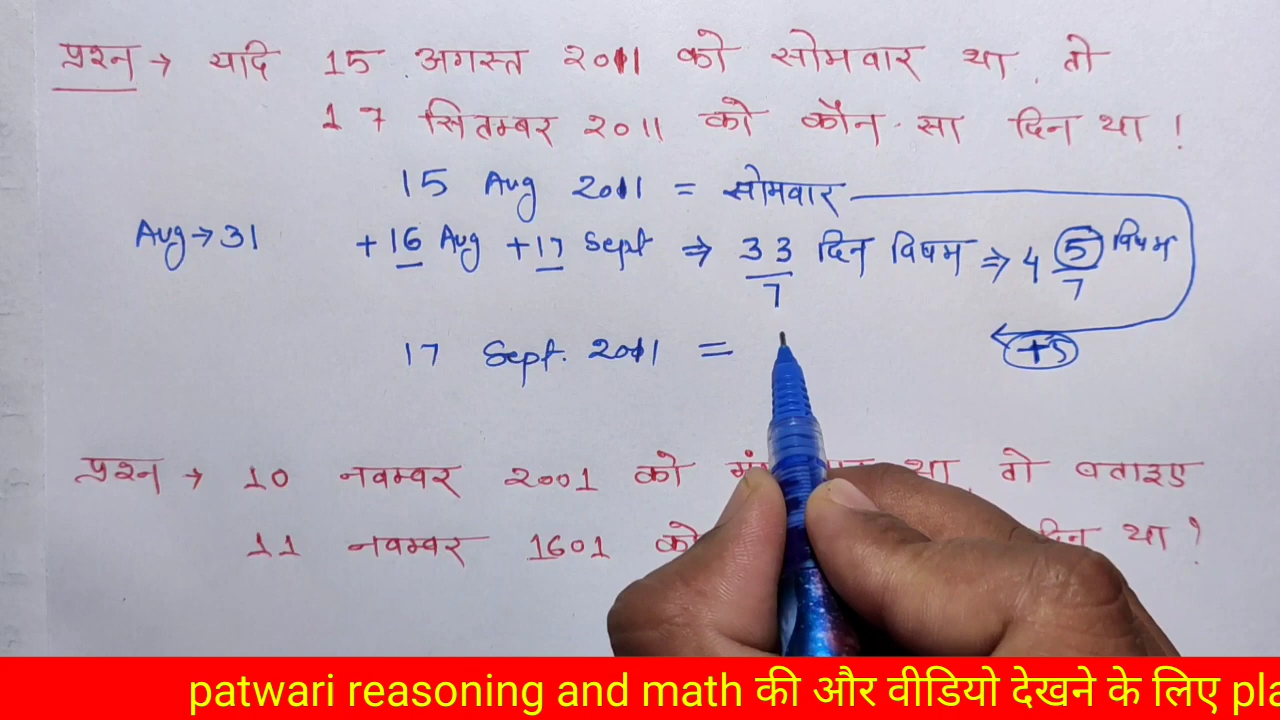 प्रश्न → यदि 15 अगस्त 2011 को सोमवार था, तो
17 सितम्बर 2011 को कौन-सा दिन था !
15 Aug 2011 = सोमवार
Aug→31 +16 Aug +17 Sept ⇒ 33/7 दिन विषम ⇒ 4 5/7 विषम
17 Sept. 2011 = +5
प्रश्न → 10 नवम्बर 2001 को था, तो बताइए
11 नवम्बर 1601 को दिन था ?
patwari reasoning and math की और वीडियो देखने के लिए pla